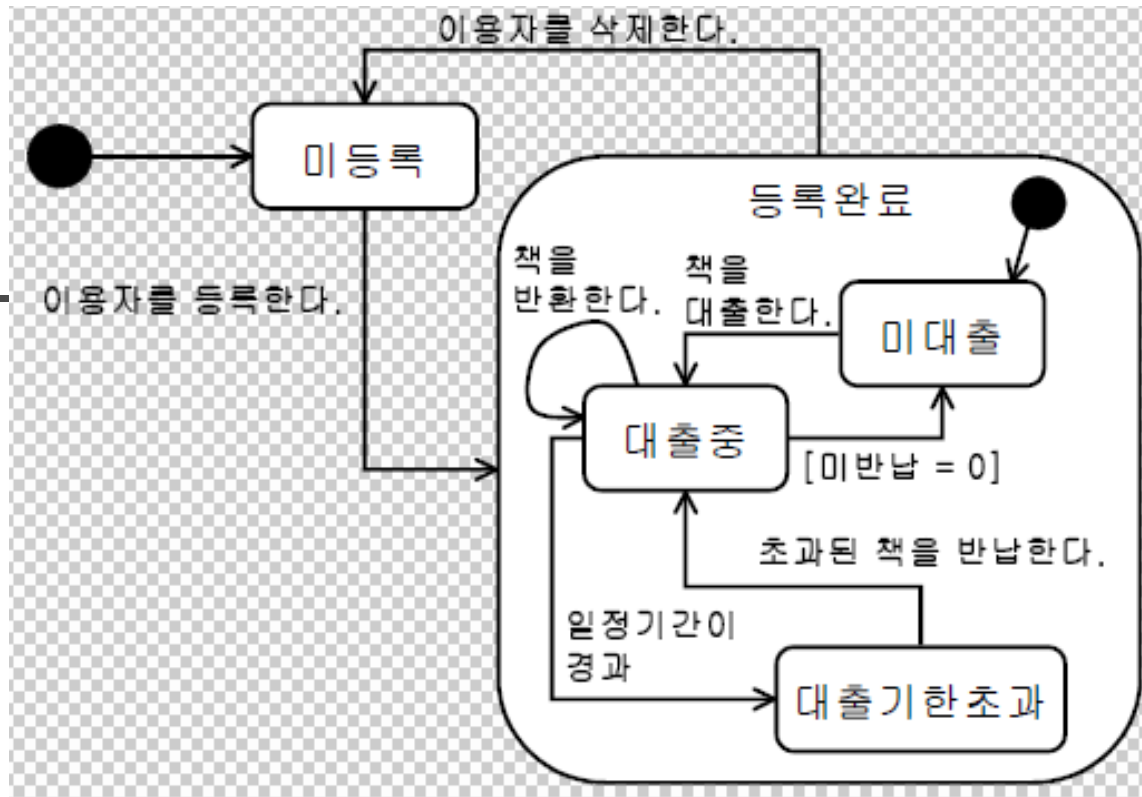 이용자를 삭제한다.
미등록
등록완료
이용자를 등록한다.
책을
반환한다.
책을
대출한다.
미대출
대출중
[미반납 = 0]
초과된 책을 반납한다.
일정기간이
경과
대출기한초과